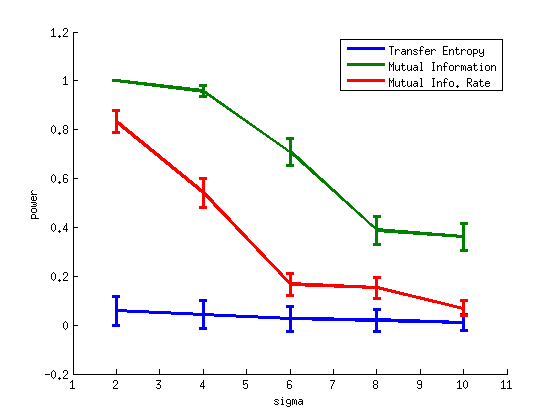 1.2
1
0.8
0.6
0.4
0.2
0
-0.2
power
Transfer Entropy
Mutual Information
Mutual Info. Rate
1 2 3 4 5 6 7 8 9 10 11
sigma